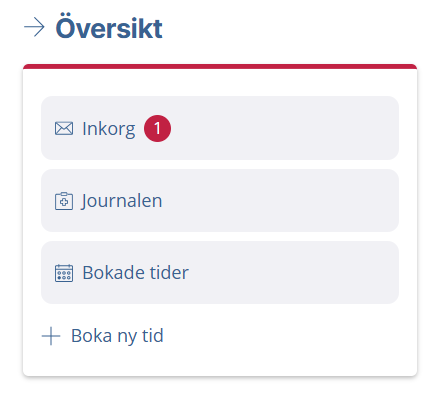 Översikt
Inkorg 1
Journalen
Bokade tider
Boka ny tid